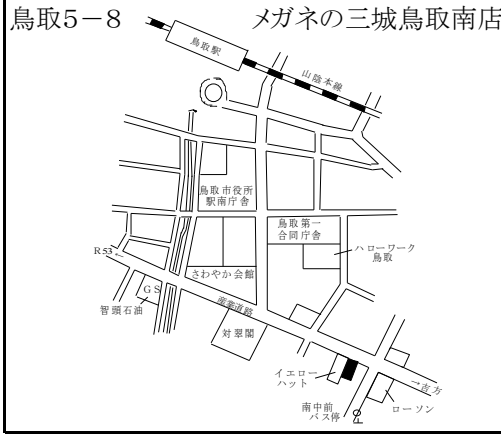 鳥取5－8 メガネの三城鳥取南店
鳥取駅
山陰本線
鳥取市役所
駅南庁舎
鳥取第一
合同庁舎
ハローワーク
鳥取
R53←
さわやか会館
GS
智頭石油
産業道路
対翠閣
イエロー
ハット
→吉方
南中前
バス停
ローソン